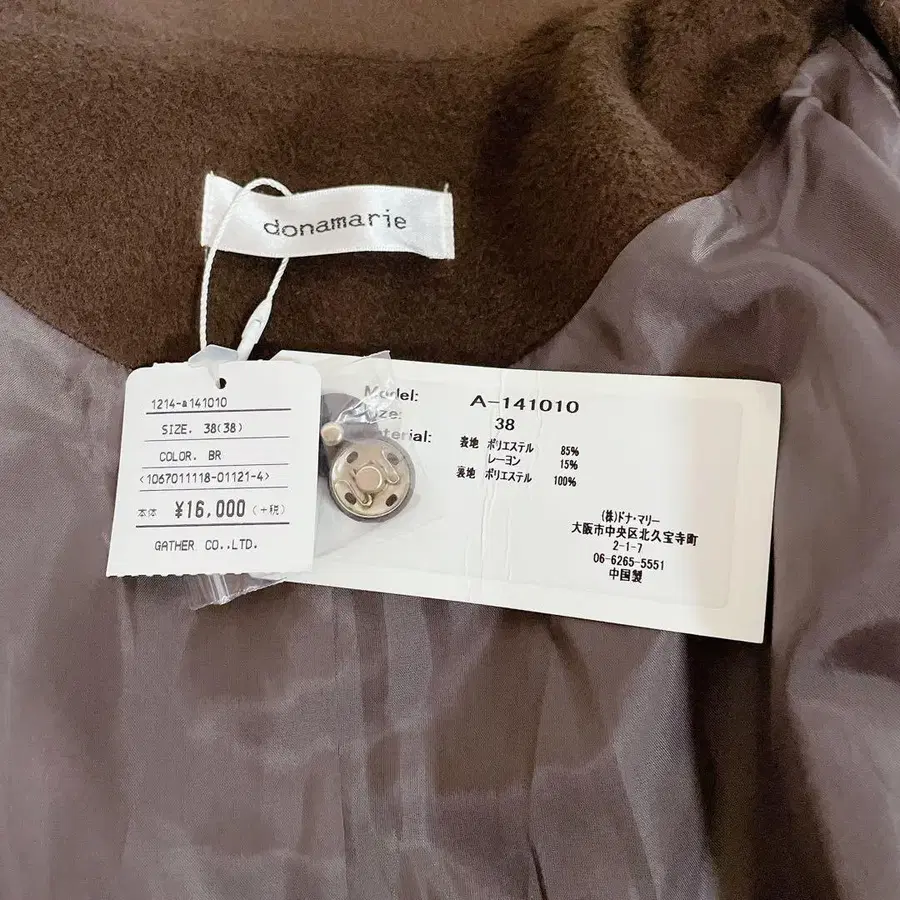 donamarie
1214-a141010
SIZE. 38(38)
COLOR. BR
<1067011118-01121-4>
本体 ¥16,000 (+税)
GATHER CO.,LTD.
Model: A-141010
Size: 38
Material: 表地 ポリエステル 85%
レーヨン 15%
裏地 ポリエステル 100%
(株)ドナ・マリー
大阪市中央区北久宝寺町
2-1-7
06-6265-5551
中国製